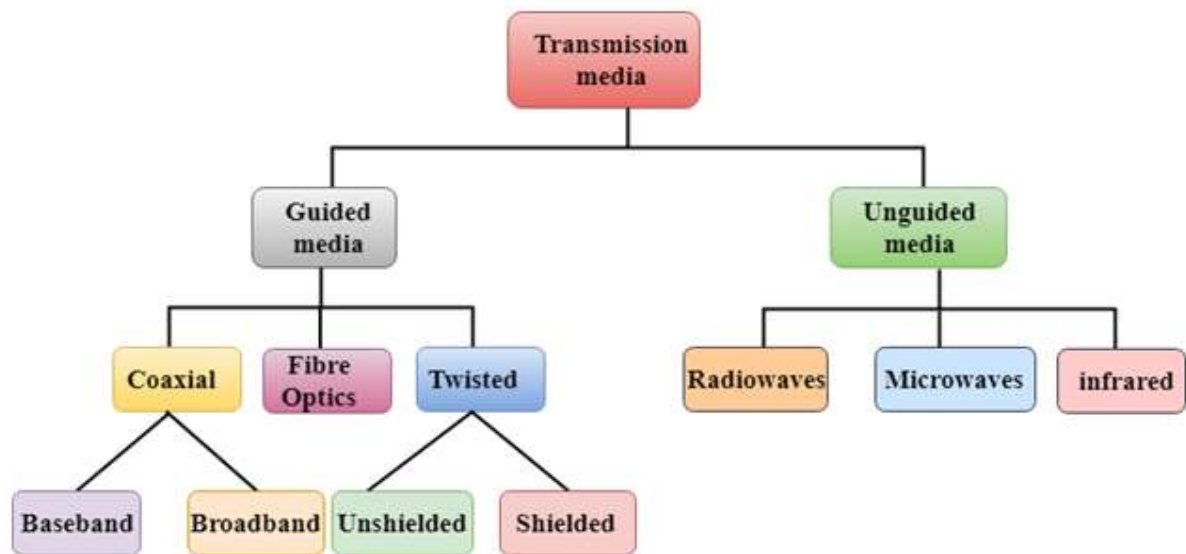 Transmission
media
Guided
media
Unguided
media
Coaxial
Fibre
Optics
Twisted
Radiowaves
Microwaves
infrared
Baseband
Broadband
Unshielded
Shielded